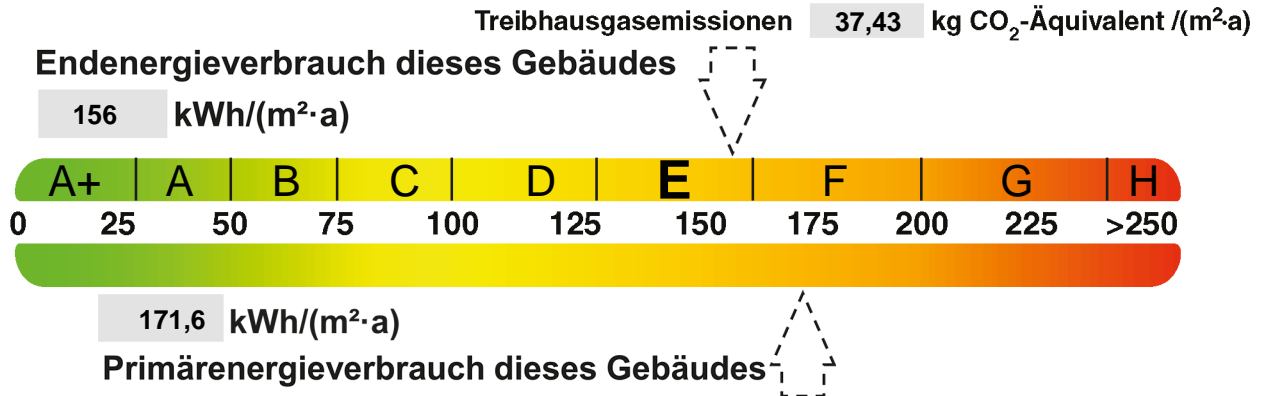 Treibhausgasemissionen 37,43 kg CO₂-Äquivalent /(m²·a)
Endenergieverbrauch dieses Gebäudes
156 kWh/(m²·a)
A+ A B C D E F G H
0 25 50 75 100 125 150 175 200 225 >250
171,6 kWh/(m²·a)
Primärenergieverbrauch dieses Gebäudes